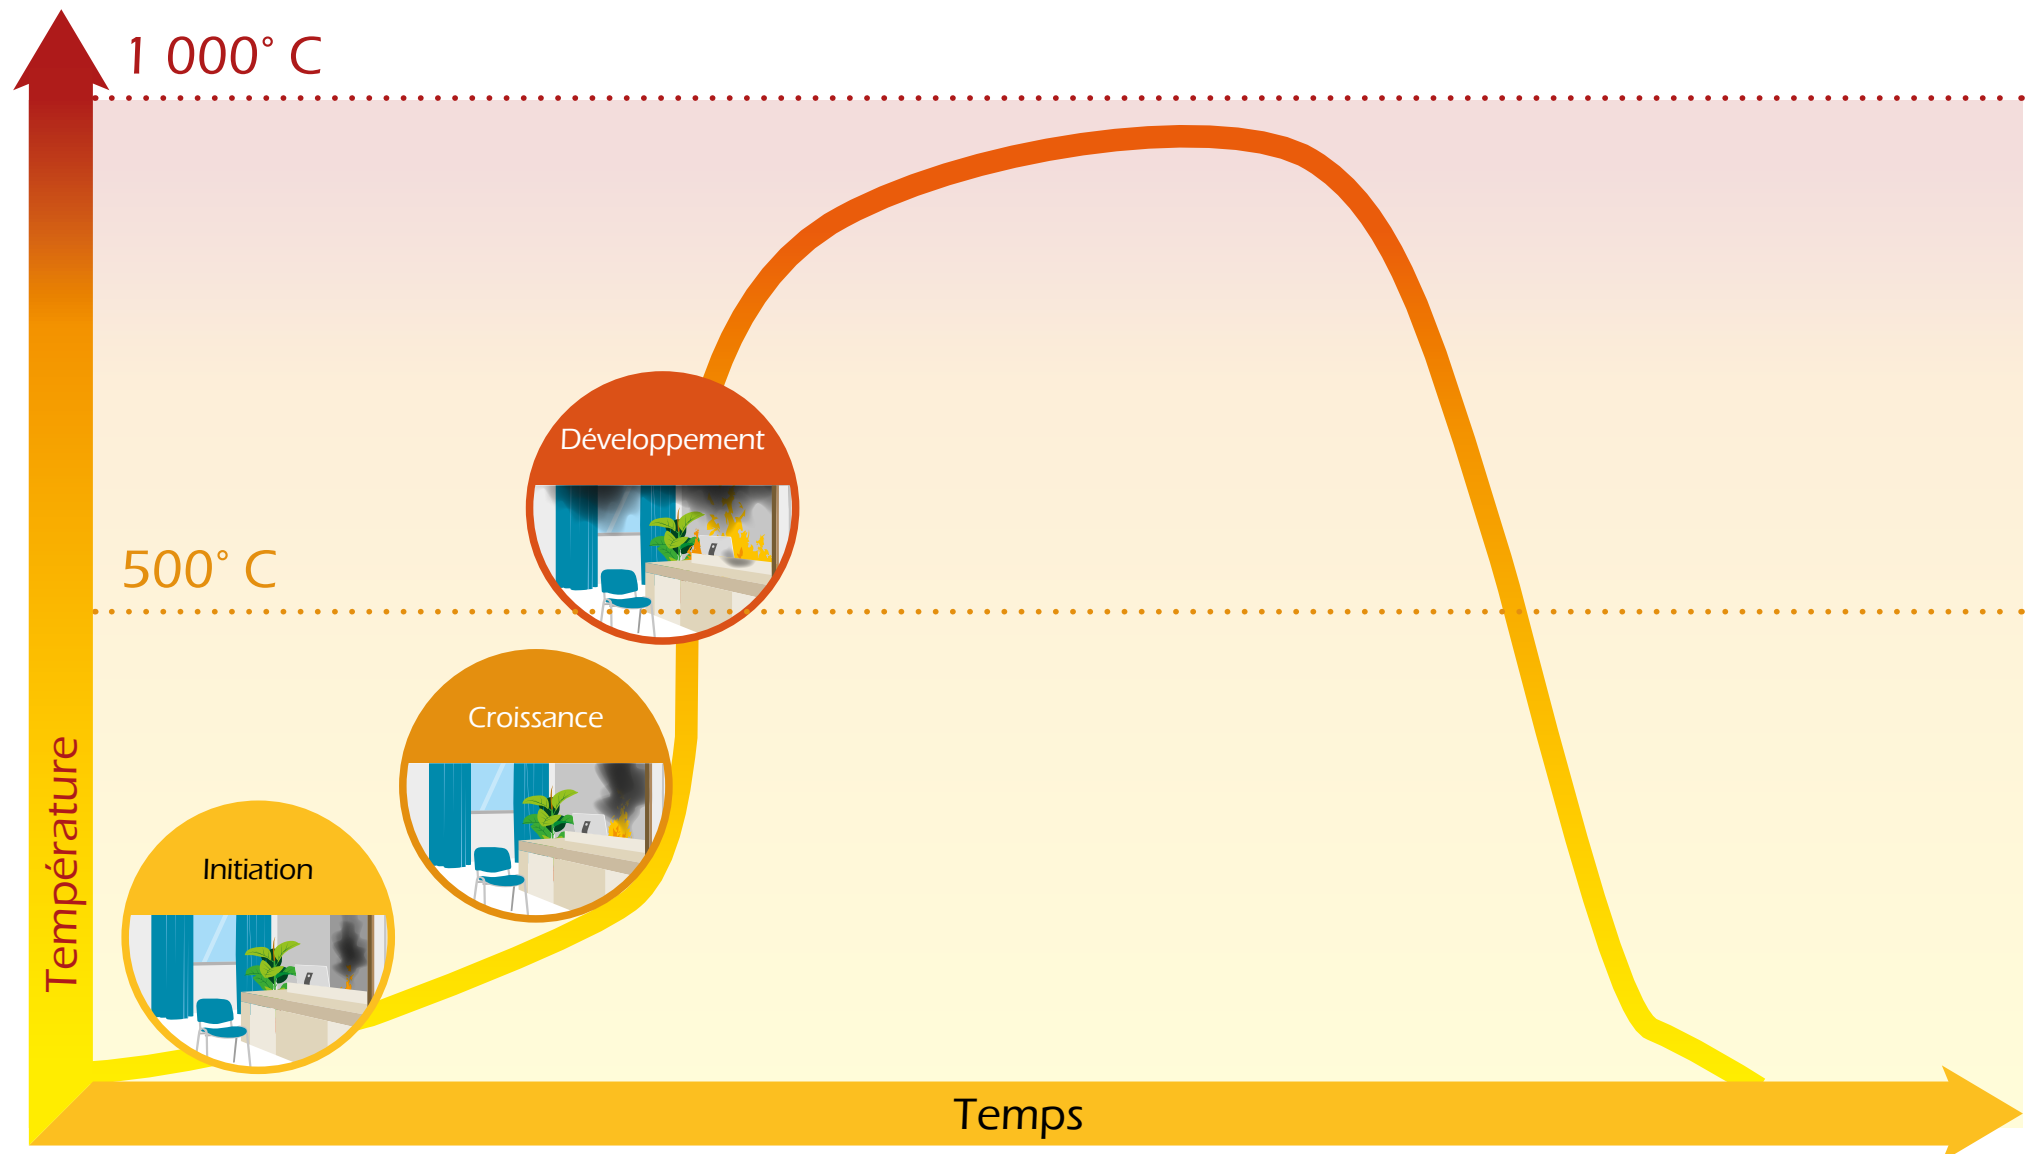 1 000° C
Développement
500° C
Croissance
Température
Initiation
Temps